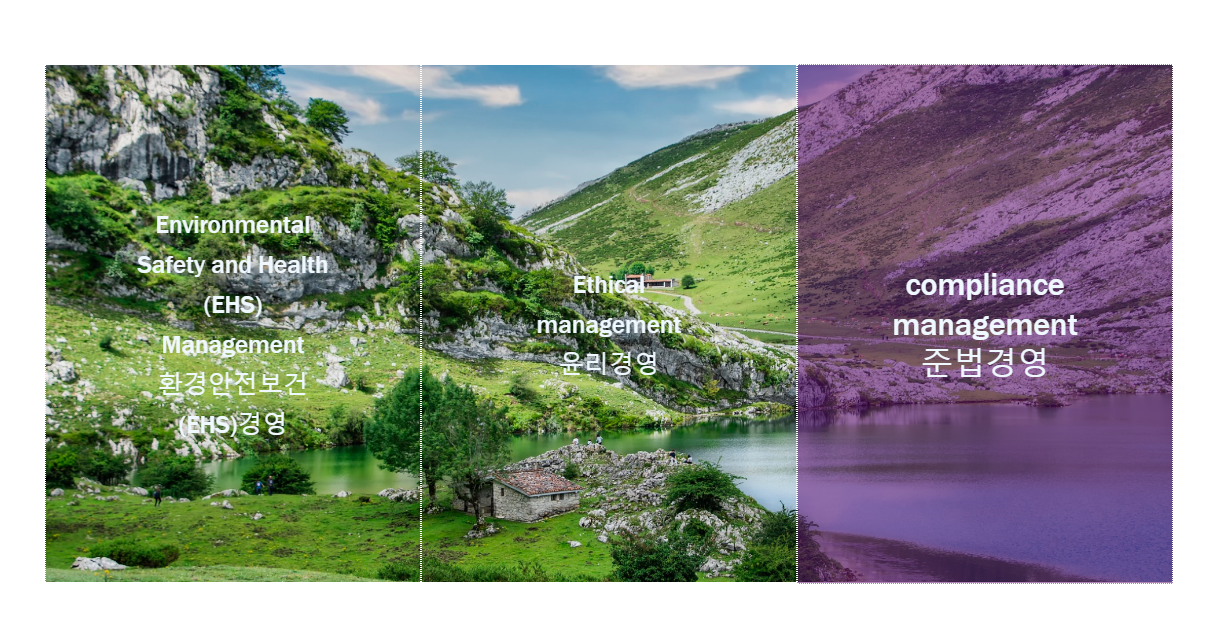 Environmental
Safety and Health
(EHS)
Management
환경안전보건
(EHS)경영
Ethical
management
윤리경영
compliance
management
준법경영